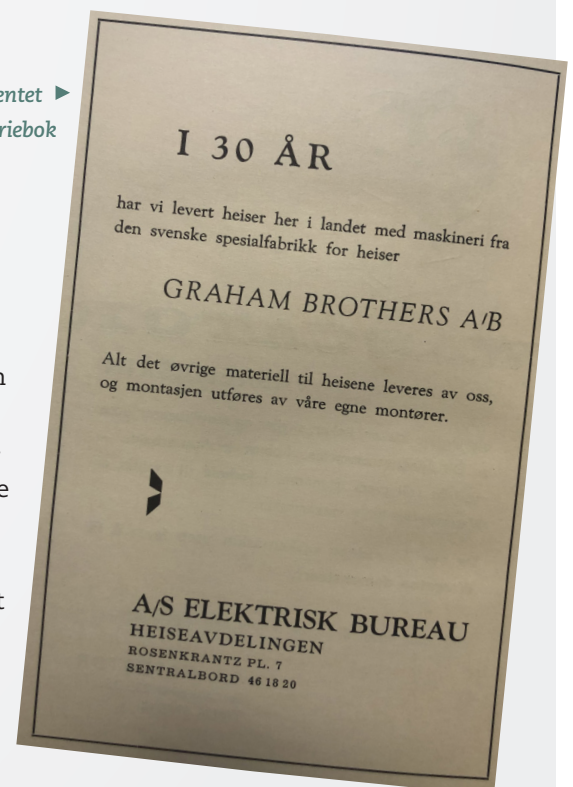 entet ►
riebok
I 30 ÅR
har vi levert heiser her i landet med maskineri fra
den svenske spesialfabrikk for heiser
GRAHAM BROTHERS A/B
Alt det øvrige materiell til heisene leveres av oss,
og montasjen utføres av våre egne montører.
A/S ELEKTRISK BUREAU
HEISEAVDELINGEN
ROSENKRANTZ PL. 7
SENTRALBORD 46 18 20